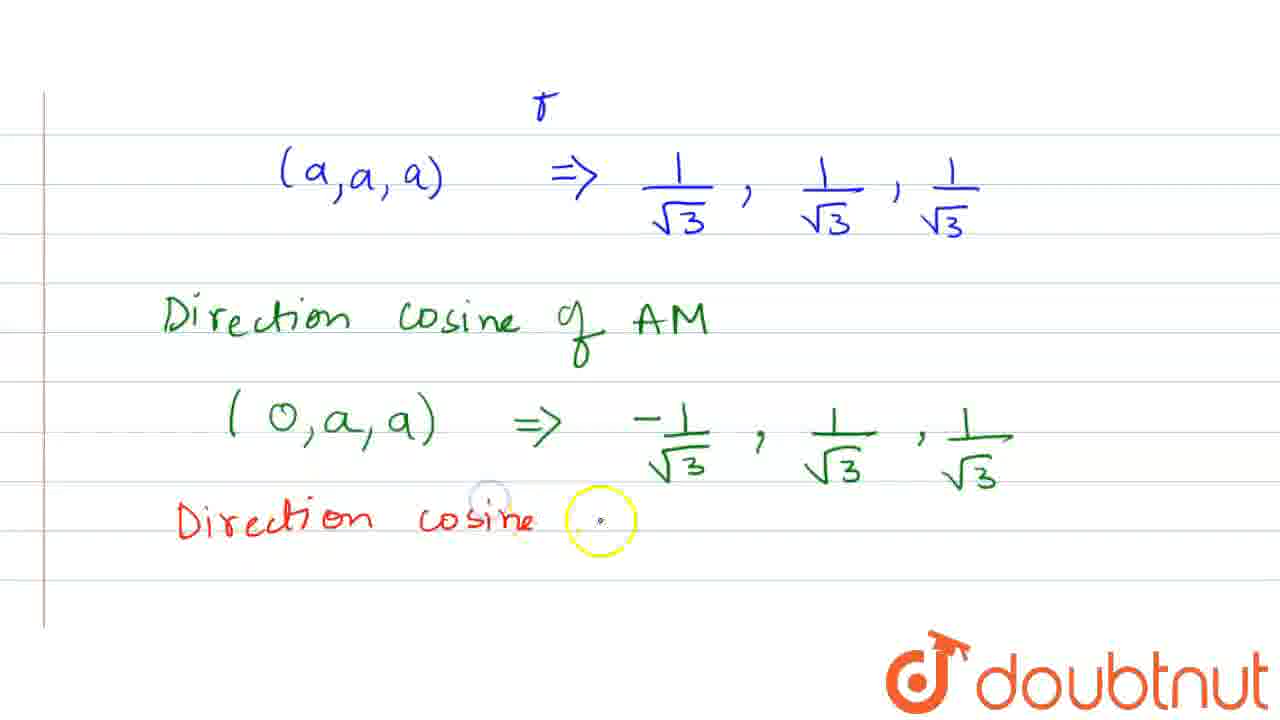 (a, a, a) ⇒ 1/√3 , 1/√3 , 1/√3
Direction cosine of AM
(0, a, a) ⇒ -1/√3 , 1/√3 , 1/√3
Direction cosine
doubtnut